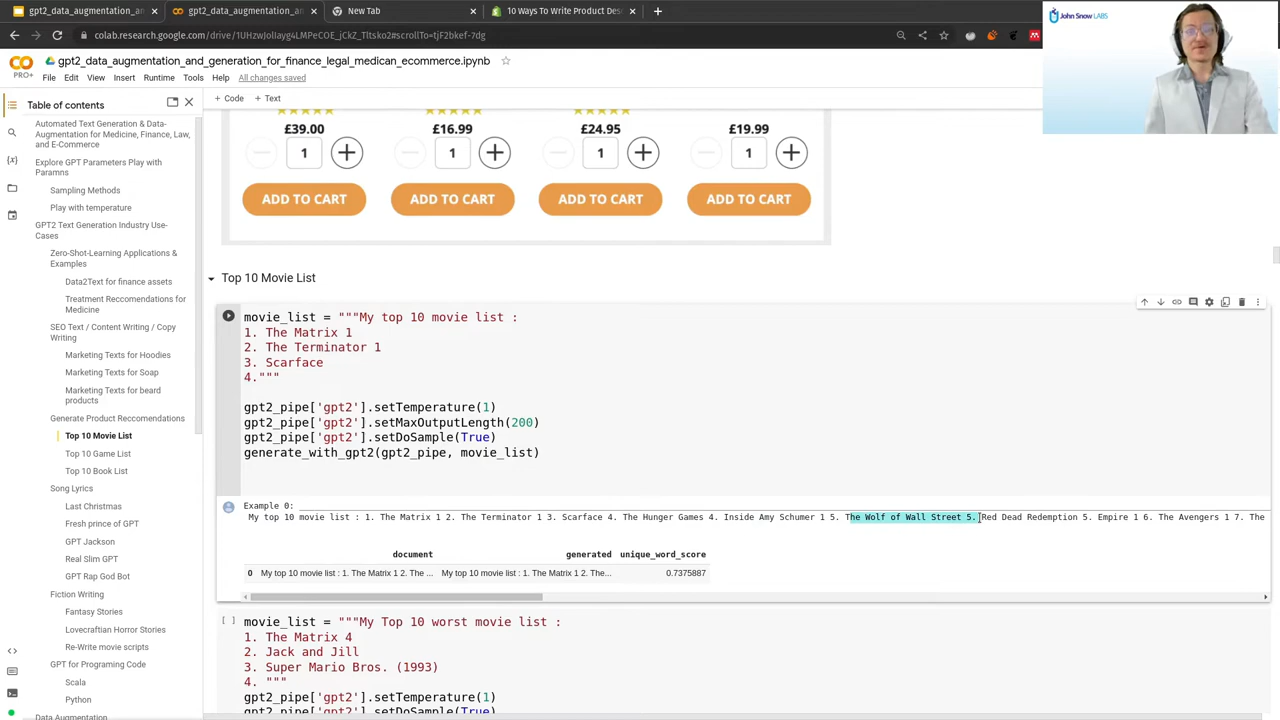 gpt2_data_augmentation_an
gpt2_data_augmentation_an
New Tab
10 Ways To Write Product Des
colab.research.google.com/drive/1UHzwJoIiayg4LMPeCOE_jCkZ_Tltsko2#scrollTo=tjF2bkef-7dg
John Snow LABS
PRO+
gpt2_data_augmentation_and_generation_for_finance_legal_medican_ecommerce.ipynb
File Edit View Insert Runtime Tools Help All changes saved
Table of contents
+ Code + Text
Automated Text Generation & Data-
Augmentation for Medicine, Finance, Law,
and E-Commerce
Explore GPT Parameters Play with
Paramns
Sampling Methods
Play with temperature
GPT2 Text Generation Industry Use-
Cases
Zero-Shot-Learning Applications &
Examples
Data2Text for finance assets
Treatment Reccomendations for
Medicine
SEO Text / Content Writing / Copy
Writing
Marketing Texts for Hoodies
Marketing Texts for Soap
Marketing Texts for beard
products
Generate Product Reccomendations
Top 10 Movie List
Top 10 Game List
Top 10 Book List
Song Lyrics
Last Christmas
Fresh prince of GPT
GPT Jackson
Real Slim GPT
GPT Rap God Bot
Fiction Writing
Fantasy Stories
Lovecraftian Horror Stories
Re-Write movie scripts
GPT for Programing Code
Scala
Python
Data Augmentation
£39.00 £16.99 £24.95 £19.99
1 1 1 1
ADD TO CART ADD TO CART ADD TO CART ADD TO CART
Top 10 Movie List
movie_list = """My top 10 movie list :
1. The Matrix 1
2. The Terminator 1
3. Scarface
4."""
gpt2_pipe['gpt2'].setTemperature(1)
gpt2_pipe['gpt2'].setMaxOutputLength(200)
gpt2_pipe['gpt2'].setDoSample(True)
generate_with_gpt2(gpt2_pipe, movie_list)
Example 0:
My top 10 movie list : 1. The Matrix 1 2. The Terminator 1 3. Scarface 4. The Hunger Games 4. Inside Amy Schumer 1 5. The Wolf of Wall Street 5. Red Dead Redemption 5. Empire 1 6. The Avengers 1 7. The
document generated unique_word_score
0 My top 10 movie list : 1. The Matrix 1 2. The ... My top 10 movie list : 1. The Matrix 1 2. The... 0.7375887
[ ] movie_list = """My Top 10 worst movie list :
1. The Matrix 4
2. Jack and Jill
3. Super Mario Bros. (1993)
4. """
gpt2_pipe['gpt2'].setTemperature(1)
gpt2_pipe['gpt2'].setDoSample(True)